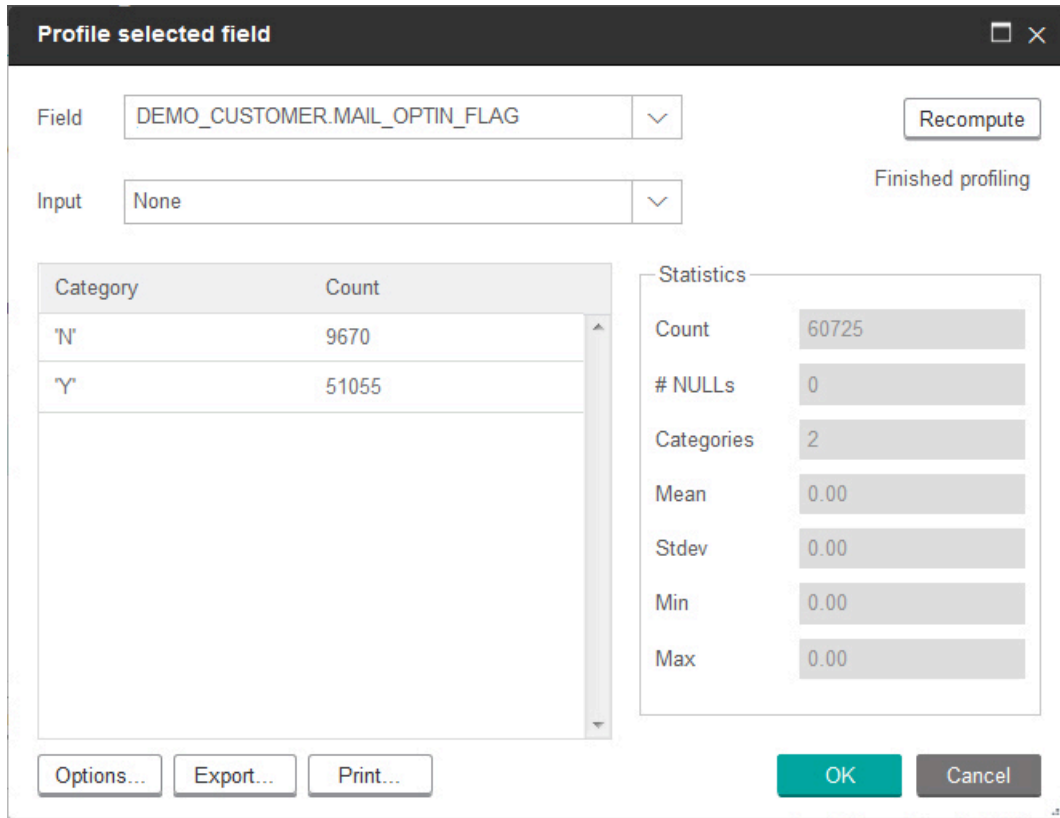 Profile selected field
Field DEMO_CUSTOMER.MAIL_OPTIN_FLAG Recompute
Finished profiling
Input None
Category Count
'N' 9670
'Y' 51055
Statistics
Count 60725
# NULLs 0
Categories 2
Mean 0.00
Stdev 0.00
Min 0.00
Max 0.00
Options... Export... Print... OK Cancel